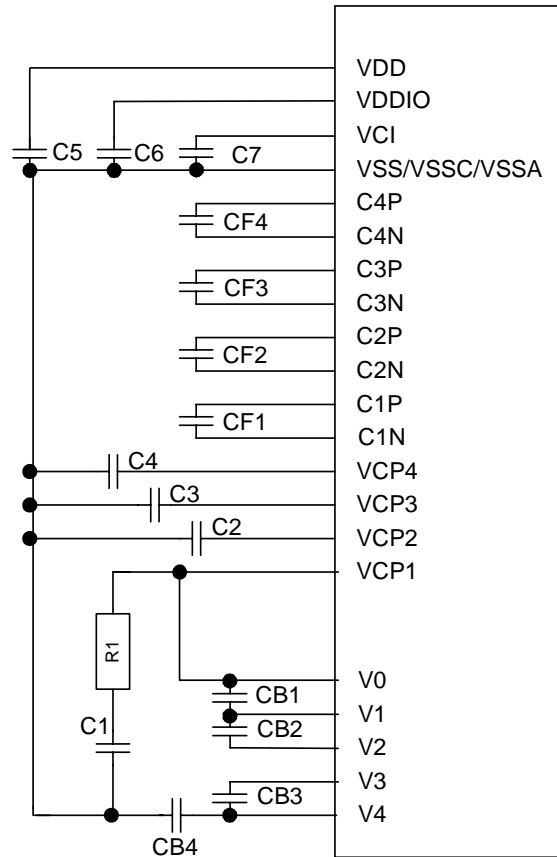 VDD
VDDIO
VCI
C5
C6
C7
VSS/VSSC/VSSA
C4P
CF4
C4N
C3P
CF3
C3N
C2P
CF2
C2N
C1P
CF1
C1N
C4
VCP4
C3
VCP3
C2
VCP2
VCP1
R1
V0
CB1
V1
C1
CB2
V2
V3
CB3
V4
CB4